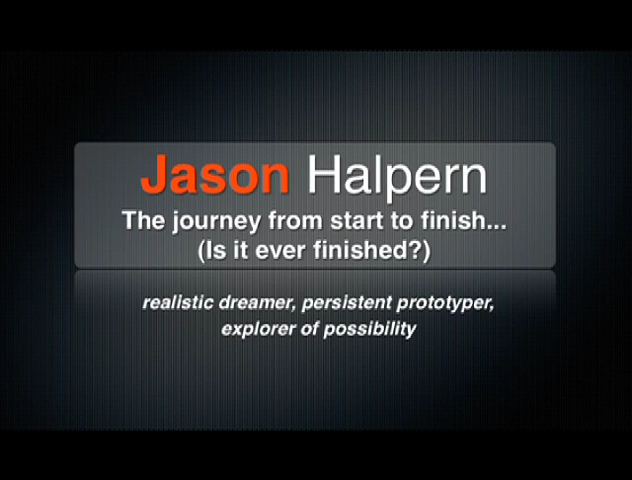 Jason Halpern
The journey from start to finish...
(Is it ever finished?)
realistic dreamer, persistent prototyper,
explorer of possibility